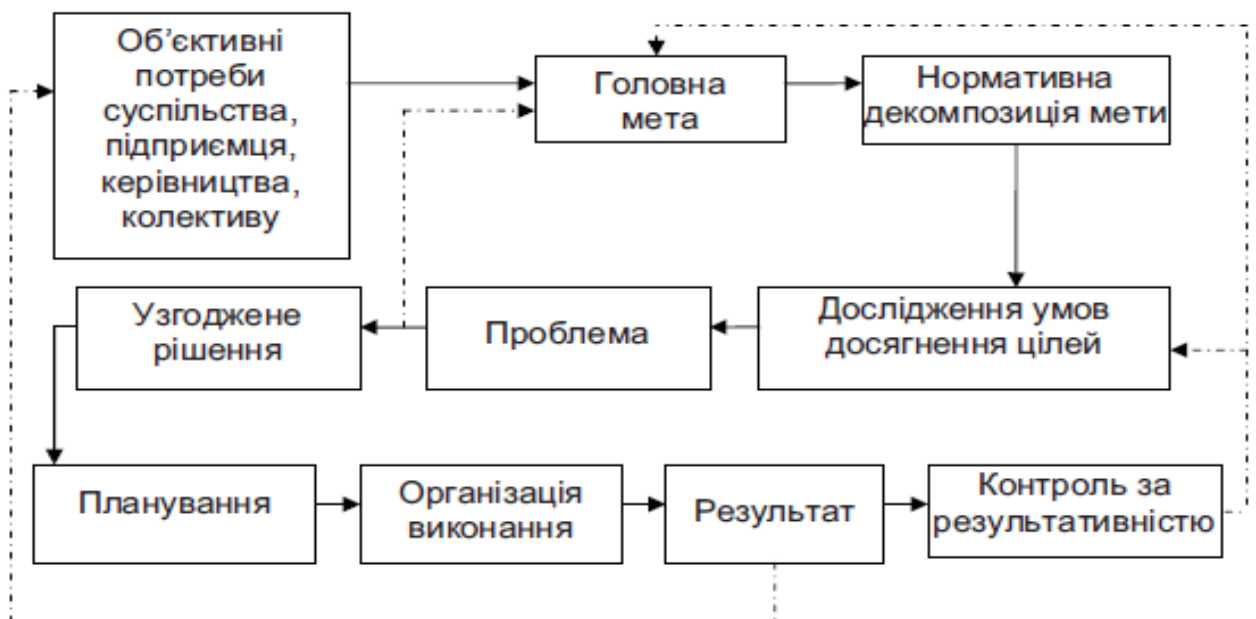 Об’єктивні
потреби
суспільства,
підприємця,
керівництва,
колективу
Головна
мета
Нормативна
декомпозиція мети
Узгоджене
рішення
Проблема
Дослідження умов
досягнення цілей
Планування
Організація
виконання
Результат
Контроль за
результативністю